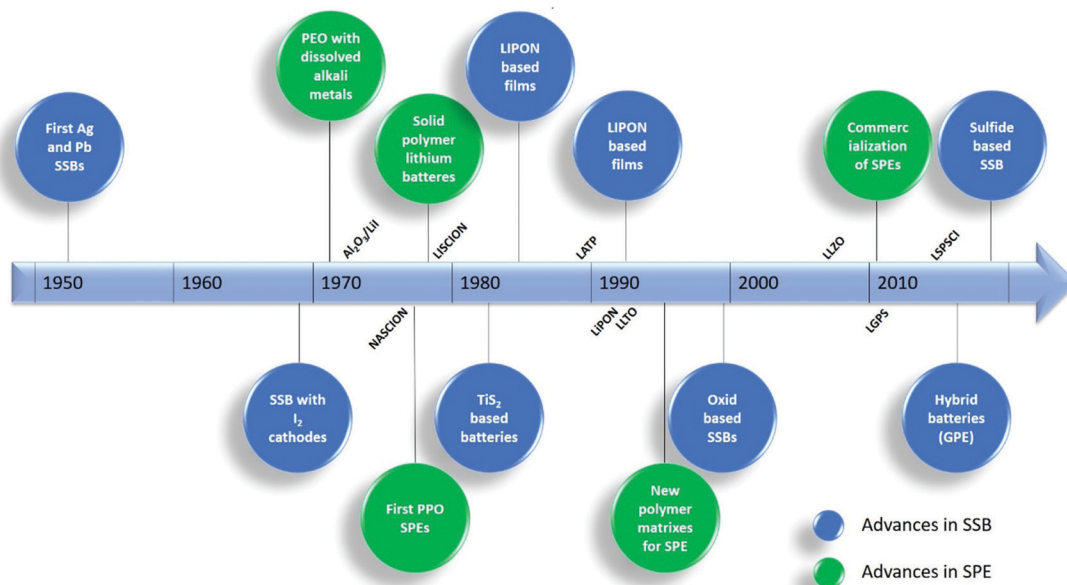 PEO with
dissolved
alkali
metals
LIPON
based
films
First Ag
and Pb
SSBs
Solid
polymer
lithium
batteres
LIPON
based
films
Commerc
ialization
of SPEs
Sulfide
based
SSB
Al₂O₃/LiI
LISCION
LATP
LLZO
LSPSCI
1950
1960
1970
1980
1990
2000
2010
NASCION
LiPON
LLTO
LGPS
SSB with
I₂
cathodes
TiS₂
based
batteries
Oxid
based
SSBs
Hybrid
batteries
(GPE)
First PPO
SPEs
New
polymer
matrixes
for SPE
Advances in SSB
Advances in SPE